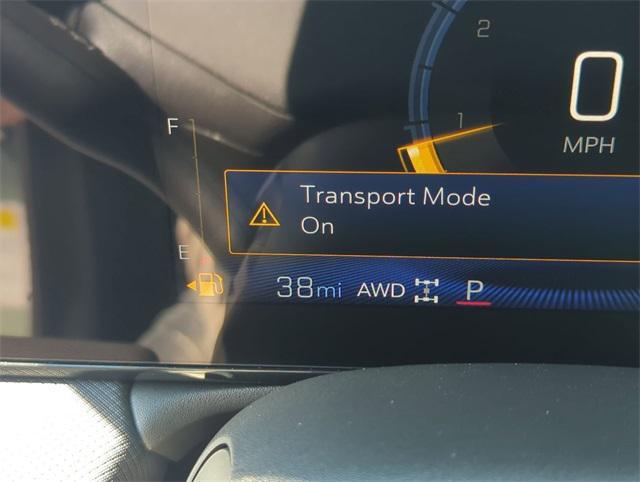 2
0
1
MPH
F
Transport Mode
On
E
38mi AWD P